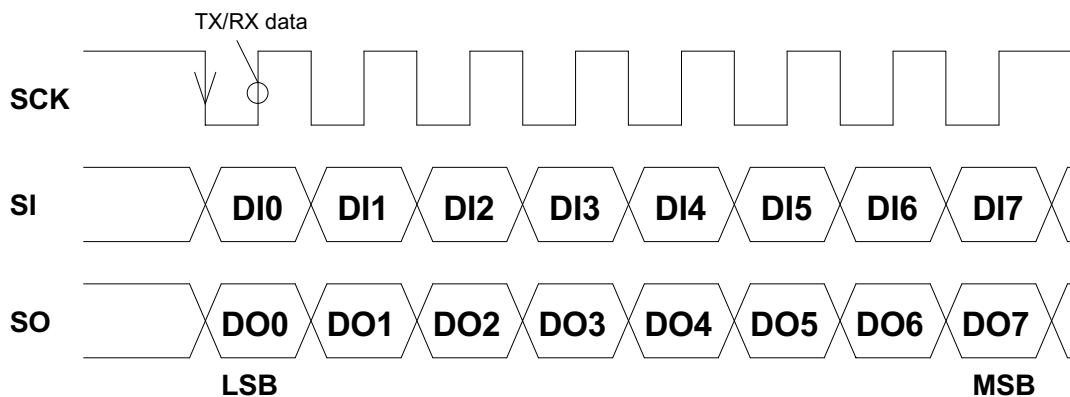 TX/RX data
SCK
SI DI0 DI1 DI2 DI3 DI4 DI5 DI6 DI7
SO DO0 DO1 DO2 DO3 DO4 DO5 DO6 DO7
LSB MSB